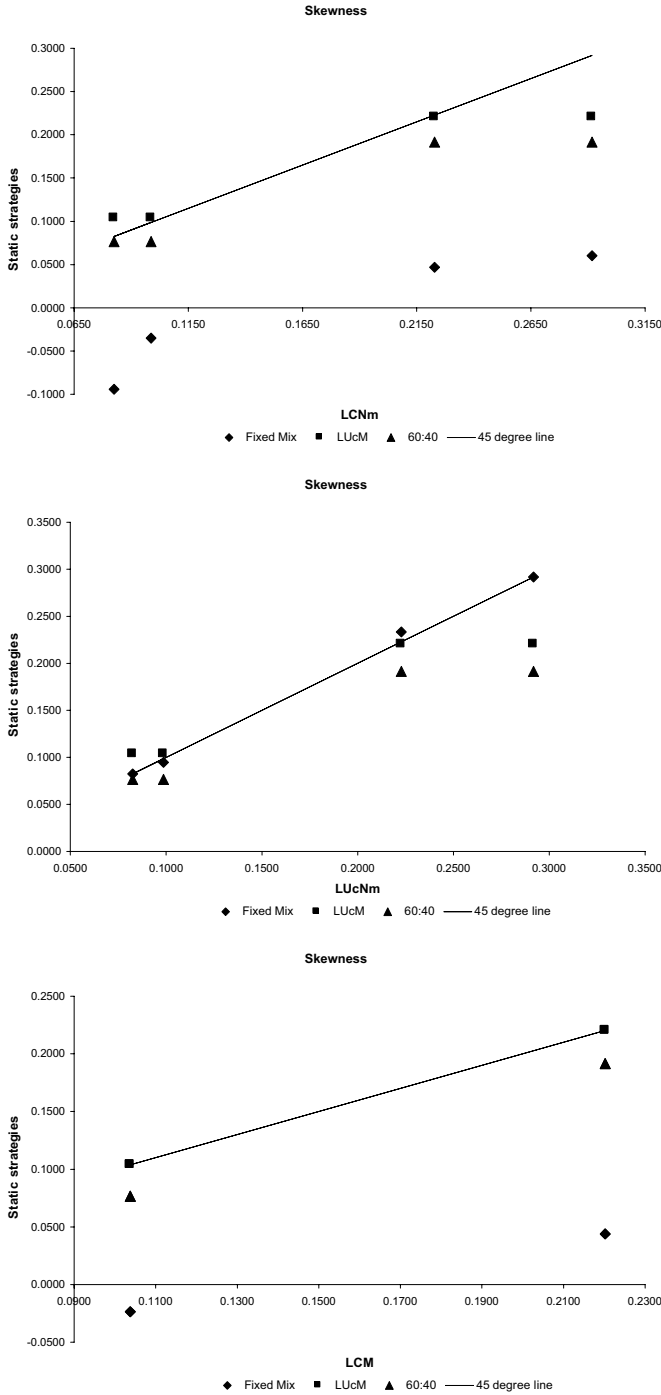 Skewness
0.3000
0.2500
0.2000
0.1500
0.1000
0.0500
0.0000
-0.0500
-0.1000
Static strategies
0.0650 0.1150 0.1650 0.2150 0.2650 0.3150
LCNm
Fixed Mix LUcM 60:40 45 degree line
Skewness
0.3500
0.3000
0.2500
0.2000
0.1500
0.1000
0.0500
0.0000
Static strategies
0.0500 0.1000 0.1500 0.2000 0.2500 0.3000 0.3500
LUcNm
Fixed Mix LUcM 60:40 45 degree line
Skewness
0.2500
0.2000
0.1500
0.1000
0.0500
0.0000
-0.0500
Static strategies
0.0900 0.1100 0.1300 0.1500 0.1700 0.1900 0.2100 0.2300
LCM
Fixed Mix LUcM 60:40 45 degree line